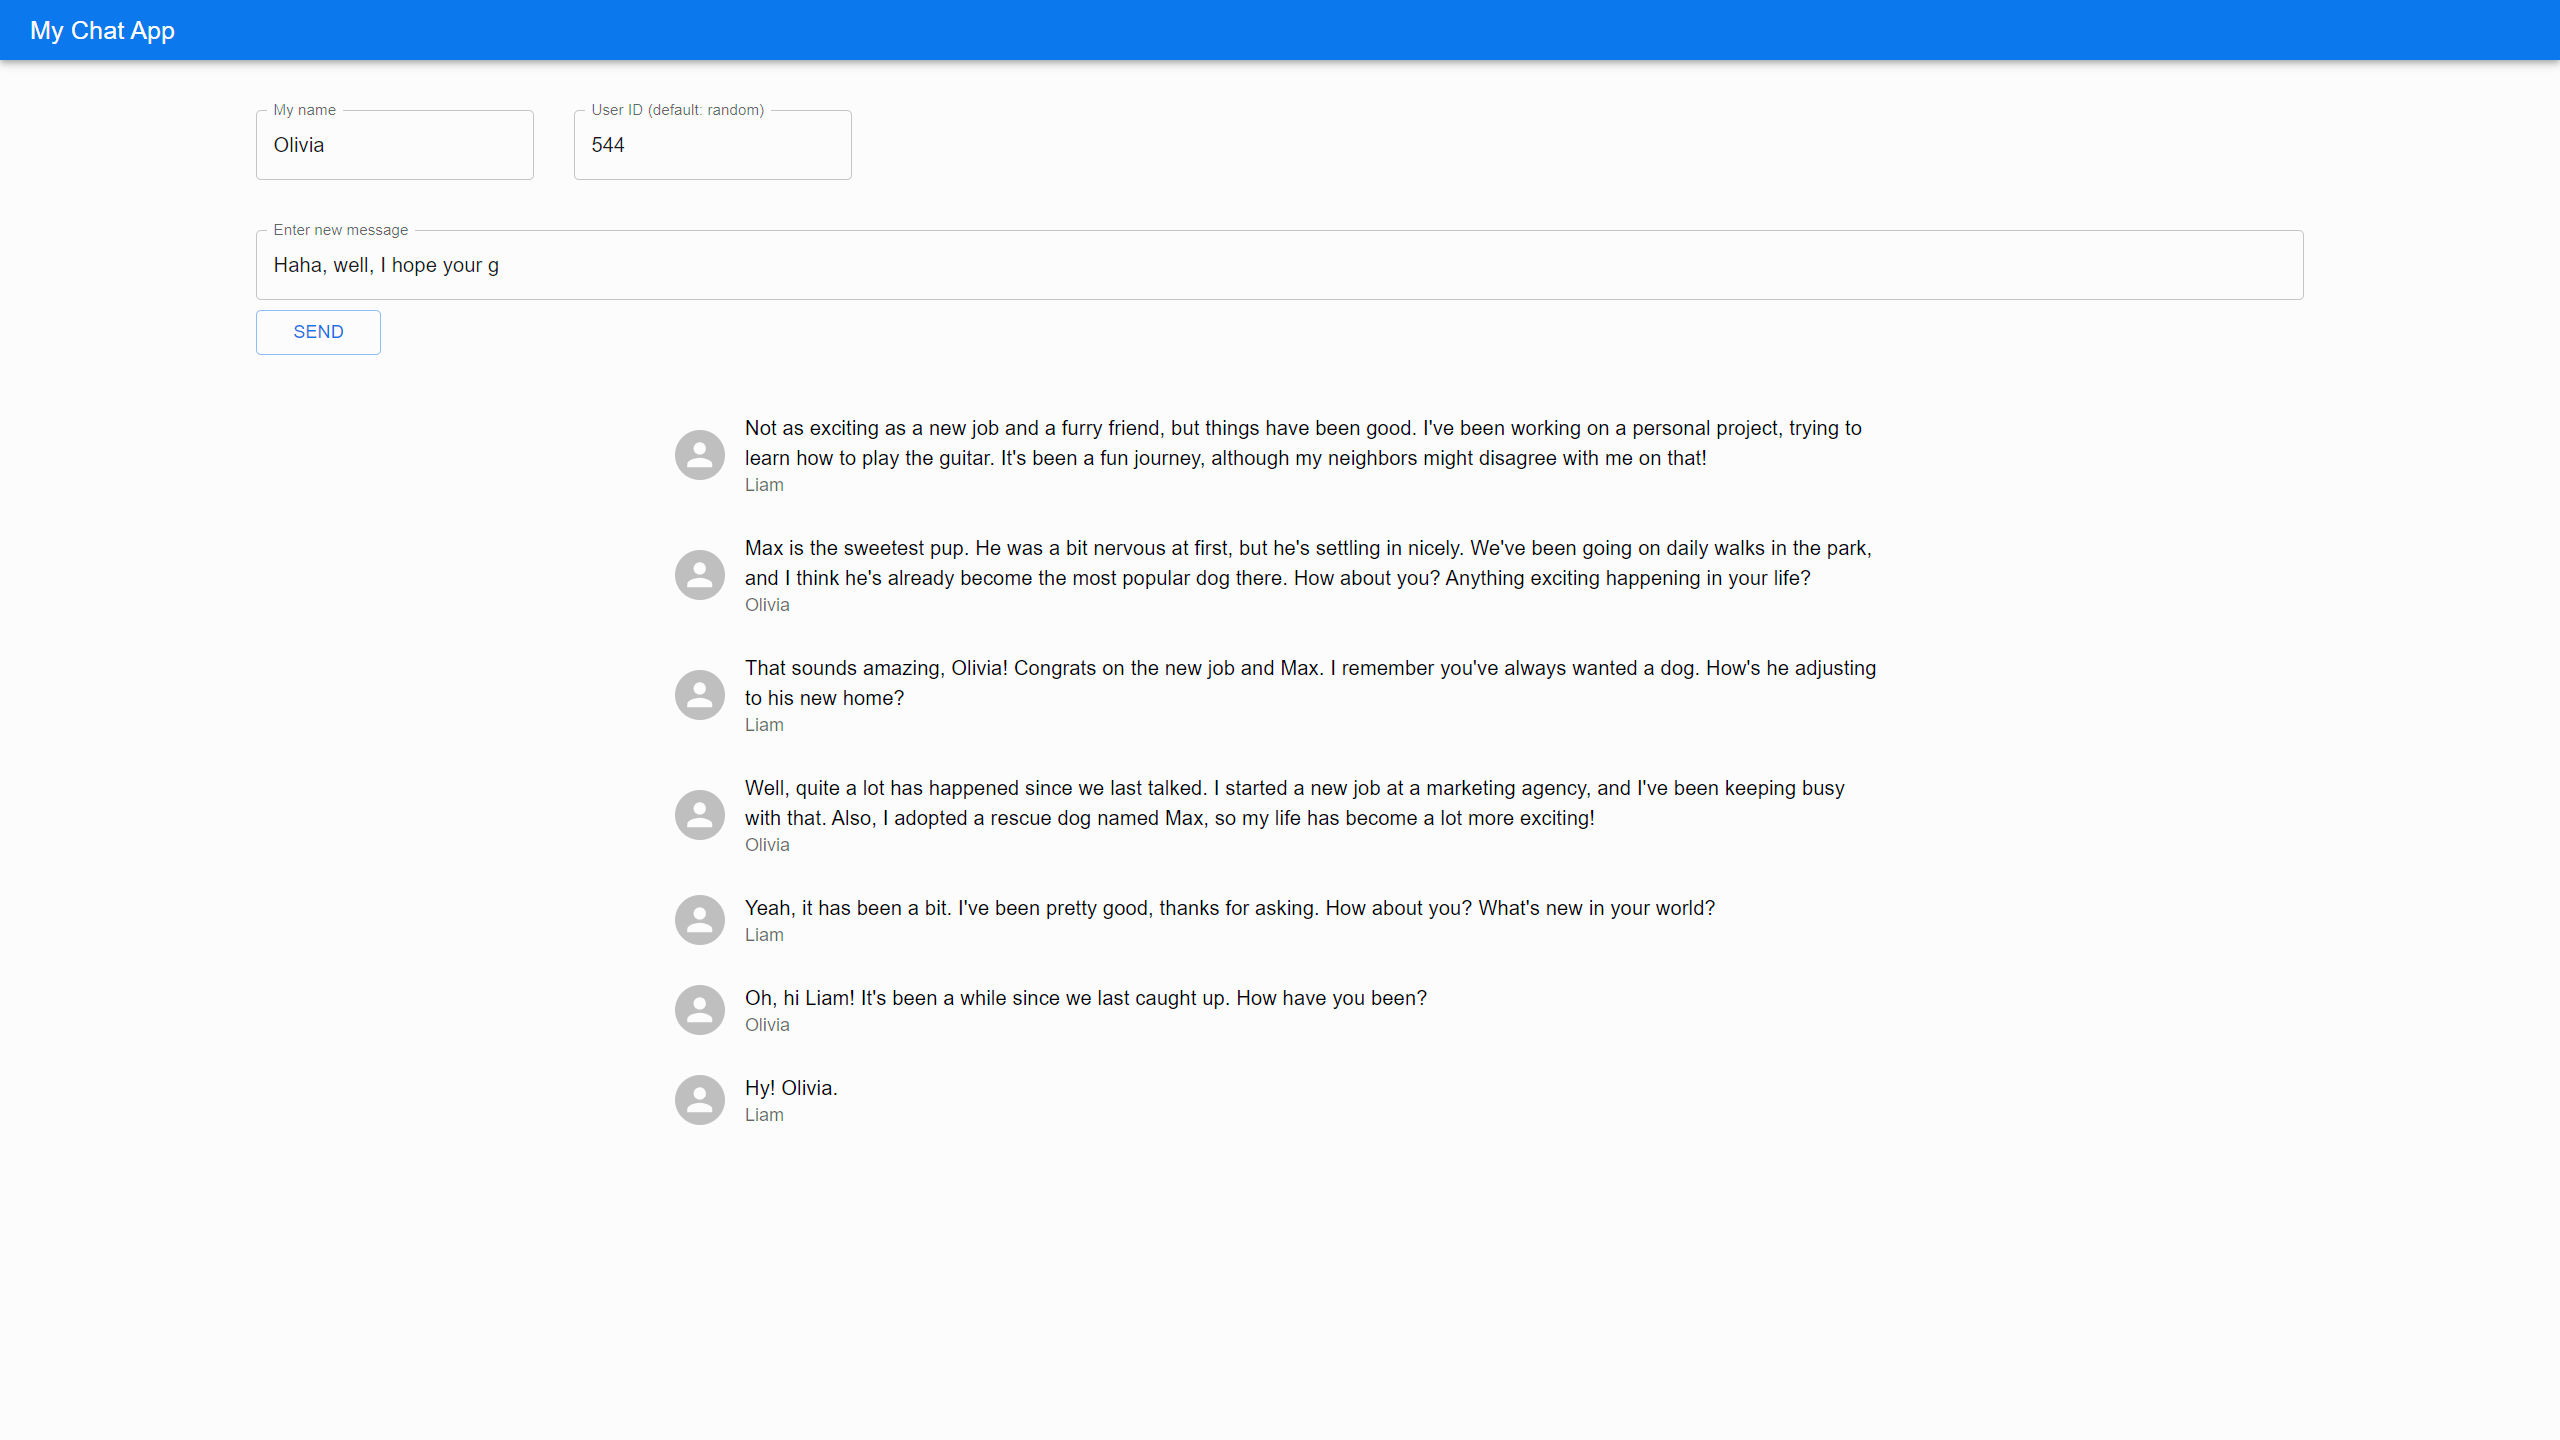 My Chat App
My name
Olivia
User ID (default: random)
544
Enter new message
Haha, well, I hope your g
SEND
Not as exciting as a new job and a furry friend, but things have been good. I've been working on a personal project, trying to
learn how to play the guitar. It's been a fun journey, although my neighbors might disagree with me on that!
Liam
Max is the sweetest pup. He was a bit nervous at first, but he's settling in nicely. We've been going on daily walks in the park,
and I think he's already become the most popular dog there. How about you? Anything exciting happening in your life?
Olivia
That sounds amazing, Olivia! Congrats on the new job and Max. I remember you've always wanted a dog. How's he adjusting
to his new home?
Liam
Well, quite a lot has happened since we last talked. I started a new job at a marketing agency, and I've been keeping busy
with that. Also, I adopted a rescue dog named Max, so my life has become a lot more exciting!
Olivia
Yeah, it has been a bit. I've been pretty good, thanks for asking. How about you? What's new in your world?
Liam
Oh, hi Liam! It's been a while since we last caught up. How have you been?
Olivia
Hy! Olivia.
Liam